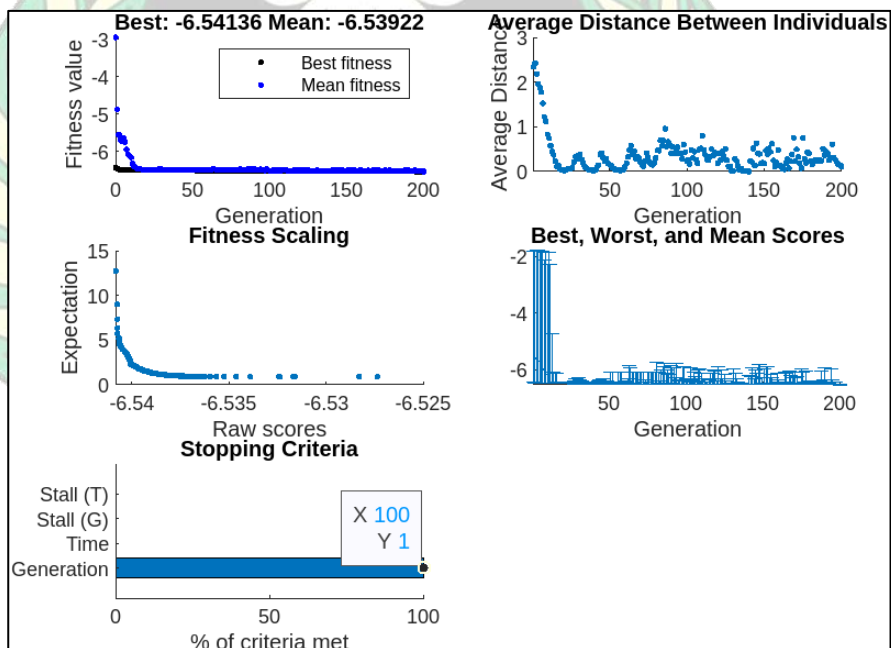 Best: -6.54136 Mean: -6.53922
Fitness value
-3
-4
-5
-6
Best fitness
Mean fitness
0 50 100 150 200
Generation
Average Distance Between Individuals
Average Distance
3
2
1
0
0 50 100 150 200
Generation
Fitness Scaling
Expectation
15
10
5
0
-6.54 -6.535 -6.53 -6.525
Raw scores
Best, Worst, and Mean Scores
-2
-4
-6
50 100 150 200
Generation
Stopping Criteria
Stall (T)
Stall (G)
Time
Generation
X 100
Y 1
0 50 100
% of criteria met